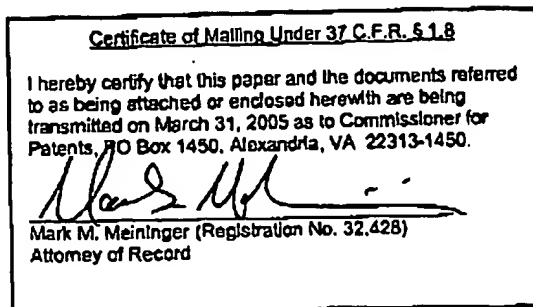 Certificate of Mailing Under 37 C.F.R. § 1.8
I hereby certify that this paper and the documents referred
to as being attached or enclosed herewith are being
transmitted on March 31, 2005 as to Commissioner for
Patents, PO Box 1450, Alexandria, VA 22313-1450.
Mark M. Meininger (Registration No. 32,428)
Attorney of Record